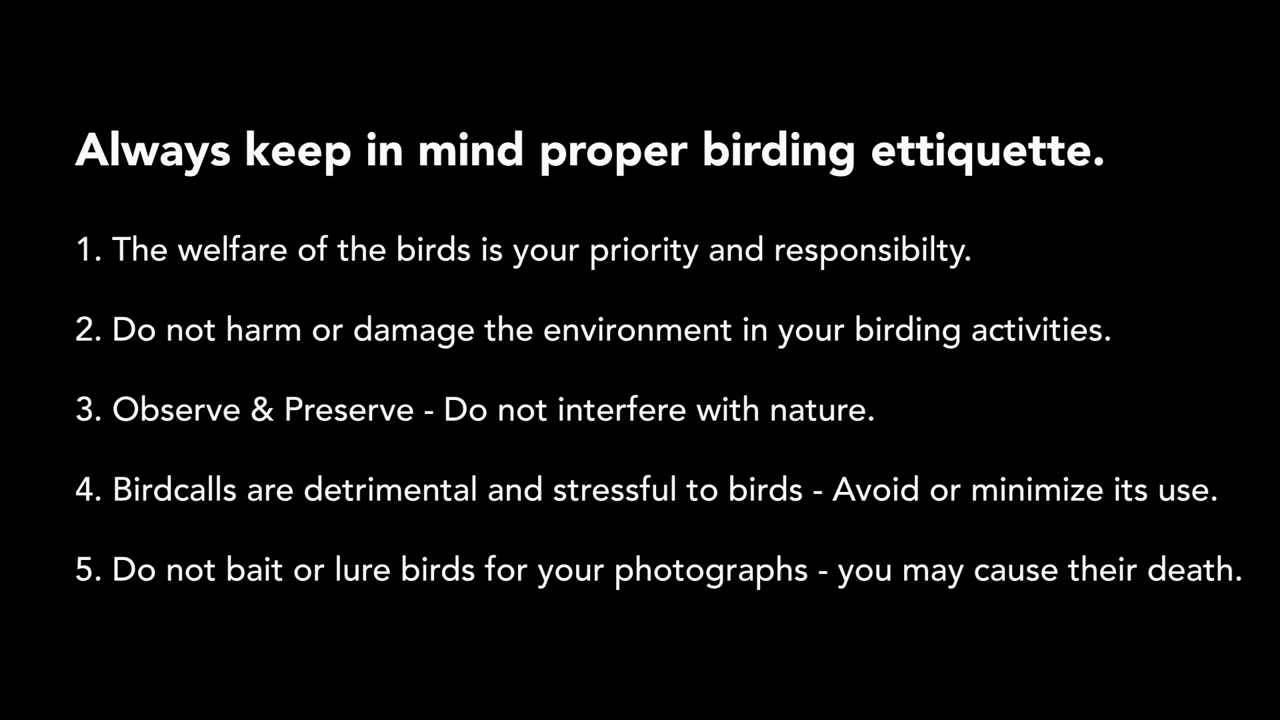 Always keep in mind proper birding ettiquette.
1. The welfare of the birds is your priority and responsibilty.
2. Do not harm or damage the environment in your birding activities.
3. Observe & Preserve - Do not interfere with nature.
4. Birdcalls are detrimental and stressful to birds - Avoid or minimize its use.
5. Do not bait or lure birds for your photographs - you may cause their death.